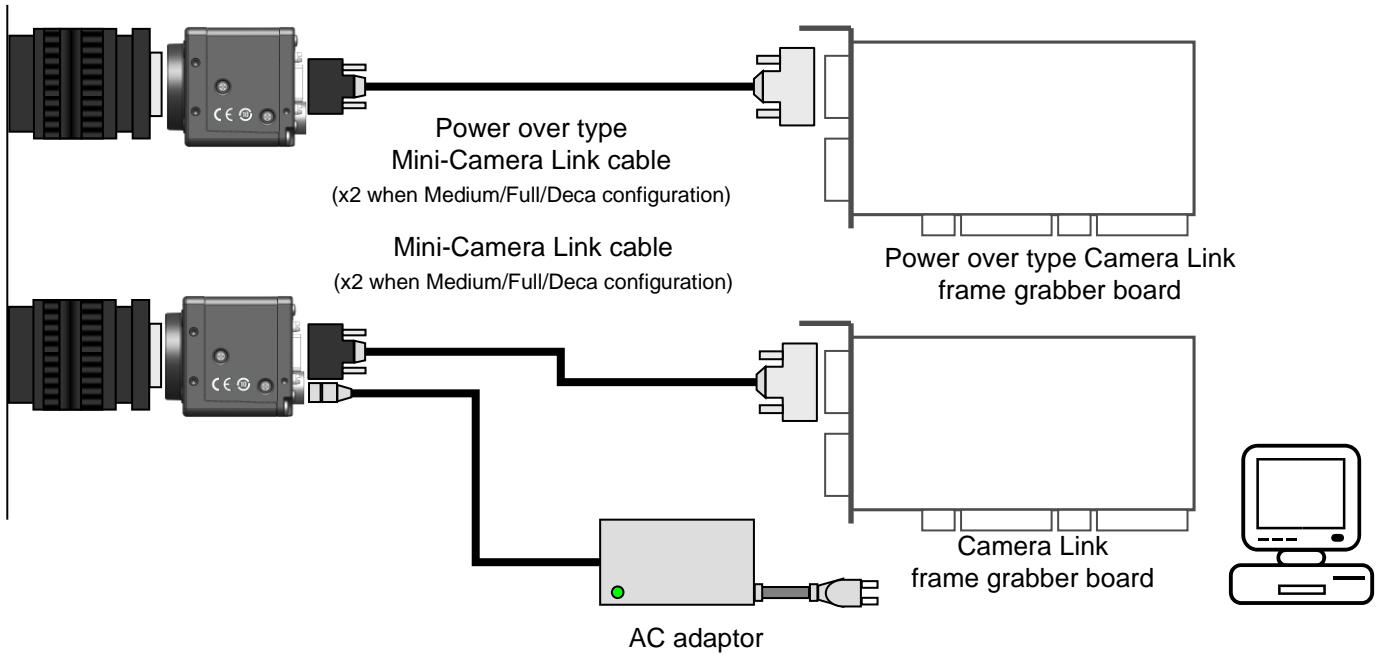 Power over type
Mini-Camera Link cable
(x2 when Medium/Full/Deca configuration)
Power over type Camera Link
frame grabber board
Mini-Camera Link cable
(x2 when Medium/Full/Deca configuration)
Camera Link
frame grabber board
AC adaptor